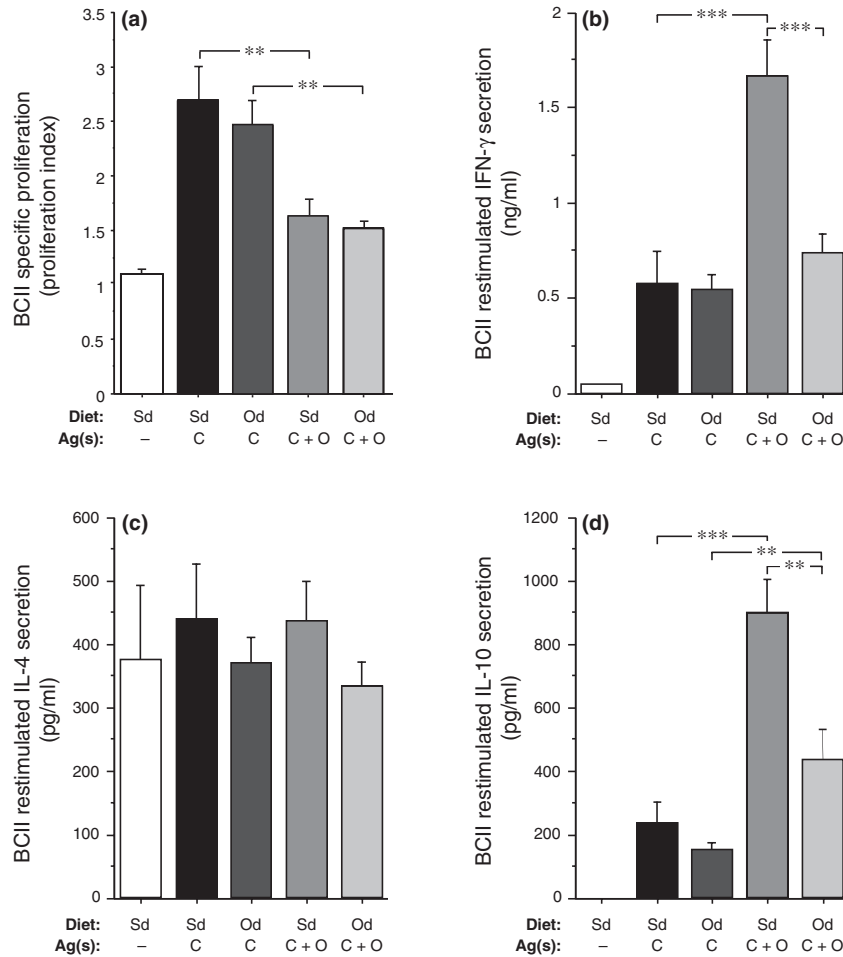 (a)
BCII specific proliferation
(proliferation index)
3.5
3
2.5
2
1.5
1
0.5
0
**
**
Diet: Sd Sd Od Sd Od
Ag(s): – C C C + O C + O
(b)
BCII restimulated IFN-γ secretion
(ng/ml)
2
1.5
1
0.5
0
***
***
Diet: Sd Sd Od Sd Od
Ag(s): – C C C + O C + O
(c)
BCII restimulated IL-4 secretion
(pg/ml)
600
500
400
300
200
100
0
Diet: Sd Sd Od Sd Od
Ag(s): – C C C + O C + O
(d)
BCII restimulated IL-10 secretion
(pg/ml)
1200
1000
800
600
400
200
0
***
**
**
Diet: Sd Sd Od Sd Od
Ag(s): – C C C + O C + O